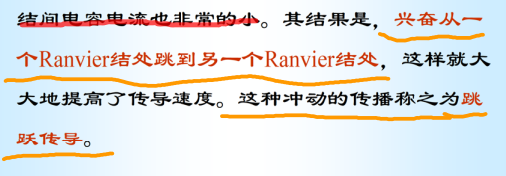 结间电容电流也非常的小。其结果是，兴奋从一
个Ranvier结处跳到另一个Ranvier结处，这样就大
大地提高了传导速度。这种冲动的传播称之为跳
跃传导。